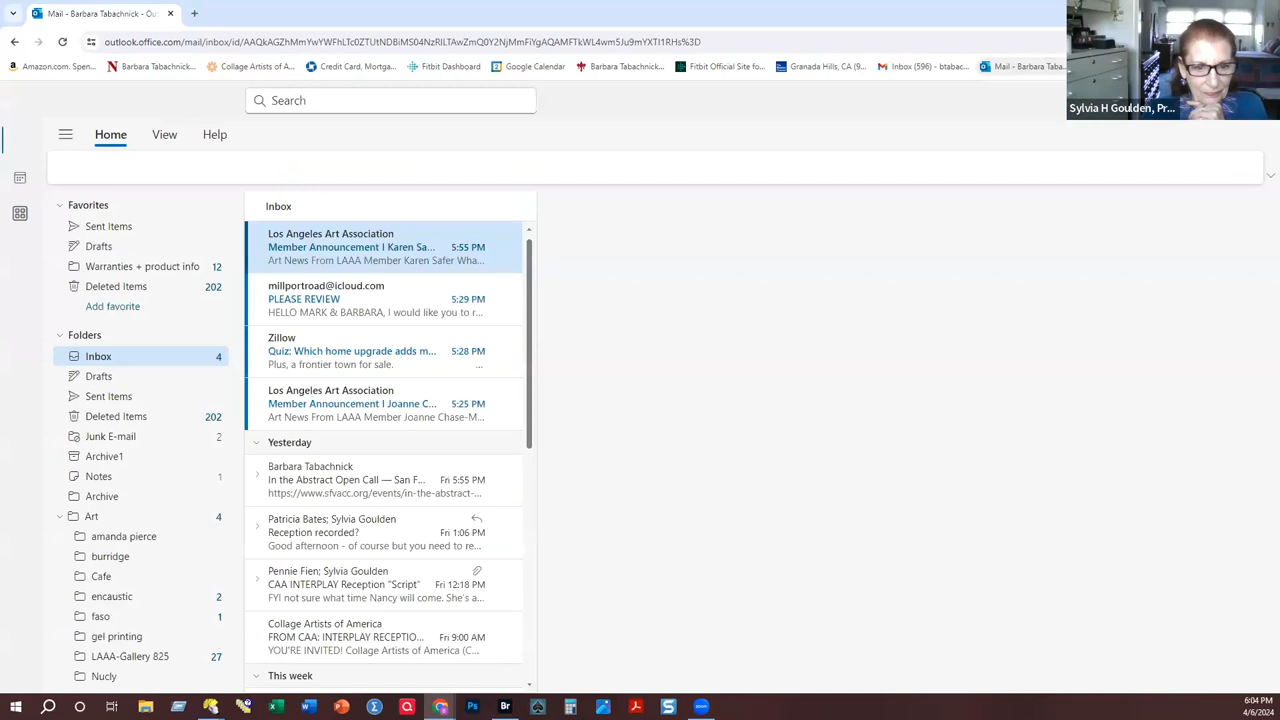 Mail - Barbara Tabachnick - Ou
outlook.office.com/mail/inbox/id/
Amazon.com. Spen...
Barbara Tabachnick...
Collage Artists of A...
Credit Card, Mortga...
Fitbit Dashboard
Google Calendar
Barbara Tabachnick...
Fitbit Official Site fo...
Granada Hills, CA (9...
Inbox (596) - btabac...
Mail - Barbara Taba
Sylvia H Goulden, Pr...
Search
Home
View
Help
Favorites
Sent Items
Drafts
Warranties + product info 12
Deleted Items 202
Add favorite
Folders
Inbox 4
Drafts
Sent Items
Deleted Items 202
Junk E-mail 2
Archive1
Notes 1
Archive
Art 4
amanda pierce
burridge
Cafe
encaustic 2
faso 1
gel printing
LAAA-Gallery 825 27
Nucly
Inbox
Los Angeles Art Association
Member Announcement I Karen Sa... 5:55 PM
Art News From LAAA Member Karen Safer Wha...
millportroad@icloud.com
PLEASE REVIEW 5:29 PM
HELLO MARK & BARBARA, I would like you to r...
Zillow
Quiz: Which home upgrade adds m... 5:28 PM
Plus, a frontier town for sale. ...
Los Angeles Art Association
Member Announcement I Joanne C... 5:25 PM
Art News From LAAA Member Joanne Chase-M...
Yesterday
Barbara Tabachnick
In the Abstract Open Call — San F... Fri 5:55 PM
https://www.sfvacc.org/events/in-the-abstract-...
Patricia Bates; Sylvia Goulden
Reception recorded? Fri 1:06 PM
Good afternoon - of course but you need to re...
Pennie Fien; Sylvia Goulden
CAA INTERPLAY Reception "Script" Fri 12:18 PM
FYI not sure what time Nancy will come. She's a...
Collage Artists of America
FROM CAA: INTERPLAY RECEPTIO... Fri 9:00 AM
YOU'RE INVITED! Collage Artists of America (C...
This week
6:04 PM
4/6/2024